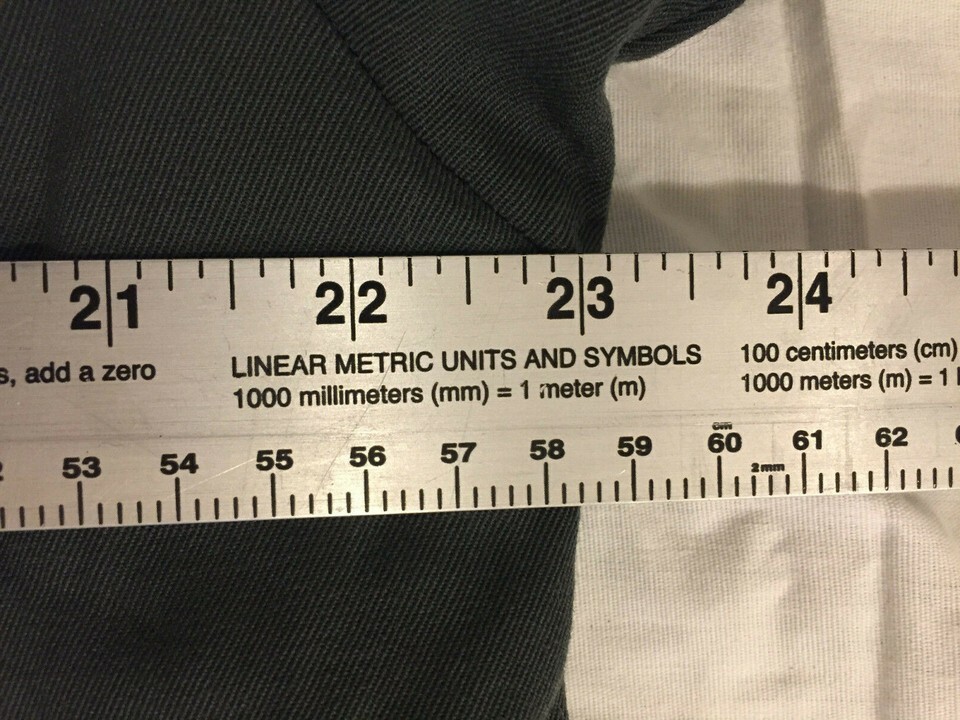 21 22 23 24
s, add a zero LINEAR METRIC UNITS AND SYMBOLS 100 centimeters (cm)
1000 millimeters (mm) = 1 meter (m) 1000 meters (m) = 1
cm
53 54 55 56 57 58 59 60 61 62
2mm